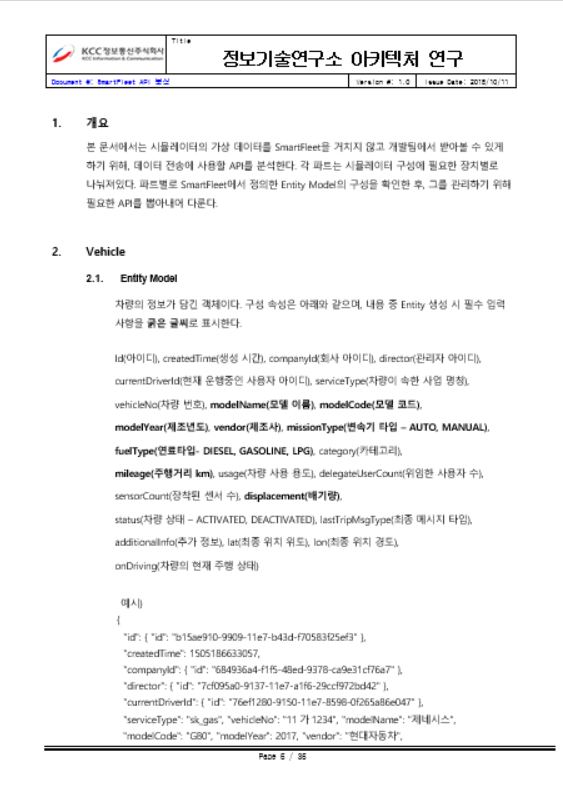 KCC정보통신주식회사
KCC Information & Communication
Title
정보기술연구소 아키텍처 연구
Document #: SmartFleet API 분석
Version #: 1.0
Issue Date: 2018/10/11
1. 개요
본 문서에서는 시뮬레이터의 가상 데이터를 SmartFleet을 거치지 않고 개발팀에서 받아볼 수 있게
하기 위해, 데이터 전송에 사용할 API를 분석한다. 각 파트는 시뮬레이터 구성에 필요한 장치별로
나눠져있다. 파트별로 SmartFleet에서 정의한 Entity Model의 구성을 확인한 후, 그를 관리하기 위해
필요한 API를 뽑아내어 다룬다.
2. Vehicle
2.1. Entity Model
차량의 정보가 담긴 객체이다. 구성 속성은 아래와 같으며, 내용 중 Entity 생성 시 필수 입력
사항을 굵은 글씨로 표시한다.
Id(아이디), createdTime(생성 시간), companyId(회사 아이디), director(관리자 아이디),
currentDriverId(현재 운행중인 사용자 아이디), serviceType(차량이 속한 사업 명칭),
vehicleNo(차량 번호), modelName(모델 이름), modelCode(모델 코드),
modelYear(제조년도), vendor(제조사), missionType(변속기 타입 – AUTO, MANUAL),
fuelType(연료타입- DIESEL, GASOLINE, LPG), category(카테고리),
mileage(주행거리 km), usage(차량 사용 용도), delegateUserCount(위임한 사용자 수),
sensorCount(장착된 센서 수), displacement(배기량),
status(차량 상태 – ACTIVATED, DEACTIVATED), lastTripMsgType(최종 메시지 타입),
additionalInfo(추가 정보), lat(최종 위치 위도), lon(최종 위치 경도),
onDriving(차량의 현재 주행 상태)
예시)
{
"id": { "id": "b15ae910-9909-11e7-b43d-f70583f25ef3" },
"createdTime": 1505186633057,
"companyId": { "id": "684936a4-f1f5-48ed-9378-ca9e31cf76a7" },
"director": { "id": "7cf095a0-9137-11e7-a1f6-29ccf972bd42" },
"currentDriverId": { "id": "76ef1280-9150-11e7-8598-0f265a86e047" },
"serviceType": "sk_gas", "vehicleNo": "11 가 1234", "modelName": "제네시스",
"modelCode": "G80", "modelYear": 2017, "vendor": "현대자동차",
Page 5 / 35